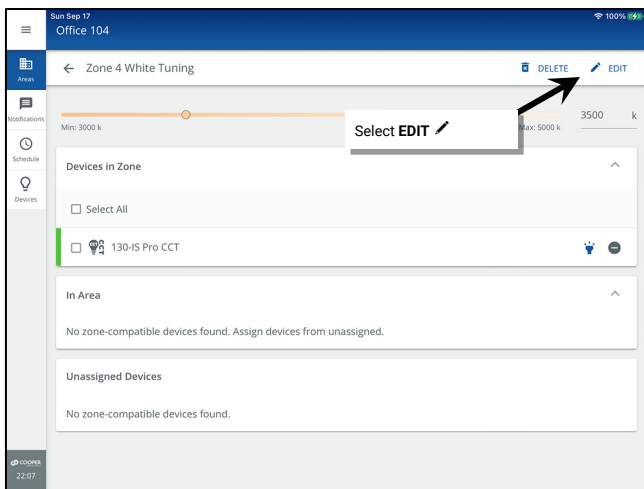 Sun Sep 17
100%
Office 104
Areas
Zone 4 White Tuning
DELETE
EDIT
Notifications
Min: 3000 k
Select EDIT
Max: 5000 k
3500 k
Schedule
Devices in Zone
Devices
Select All
CCT
130-IS Pro CCT
In Area
No zone-compatible devices found. Assign devices from unassigned.
Unassigned Devices
No zone-compatible devices found.
COOPER
22:07